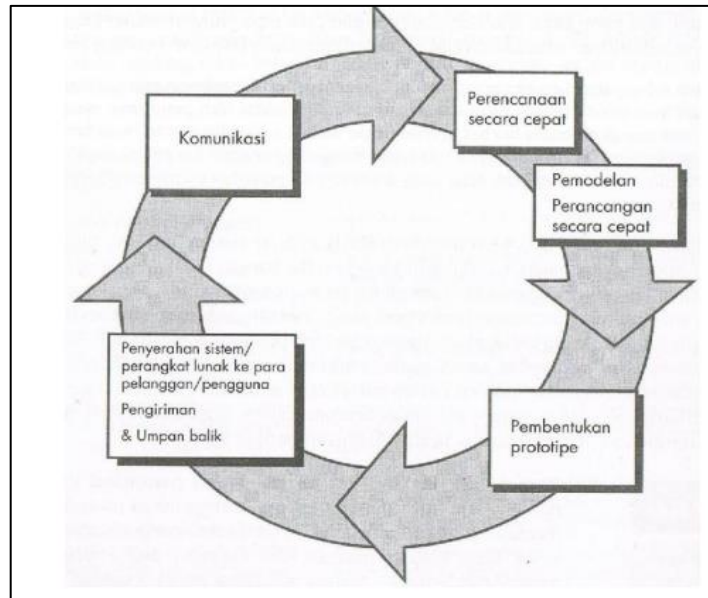 Komunikasi
Perencanaan
secara cepat
Pemodelan
Perancangan
secara cepat
Pembentukan
prototipe
Penyerahan sistem/
perangkat lunak ke para
pelanggan/pengguna
Pengiriman
& Umpan balik